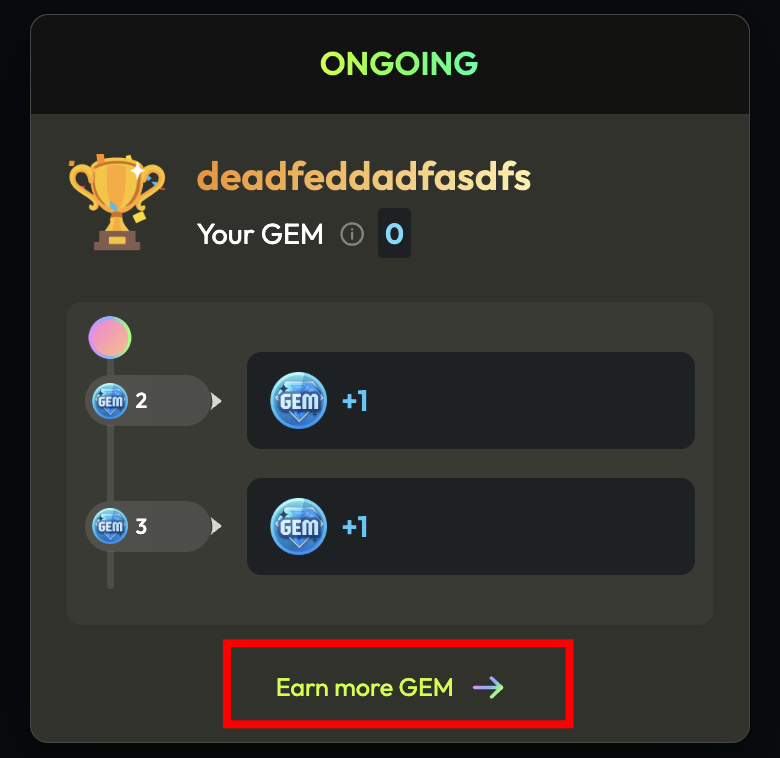 ONGOING
deadfeddadfasdfs
Your GEM 0
GEM 2
GEM +1
GEM 3
GEM +1
Earn more GEM